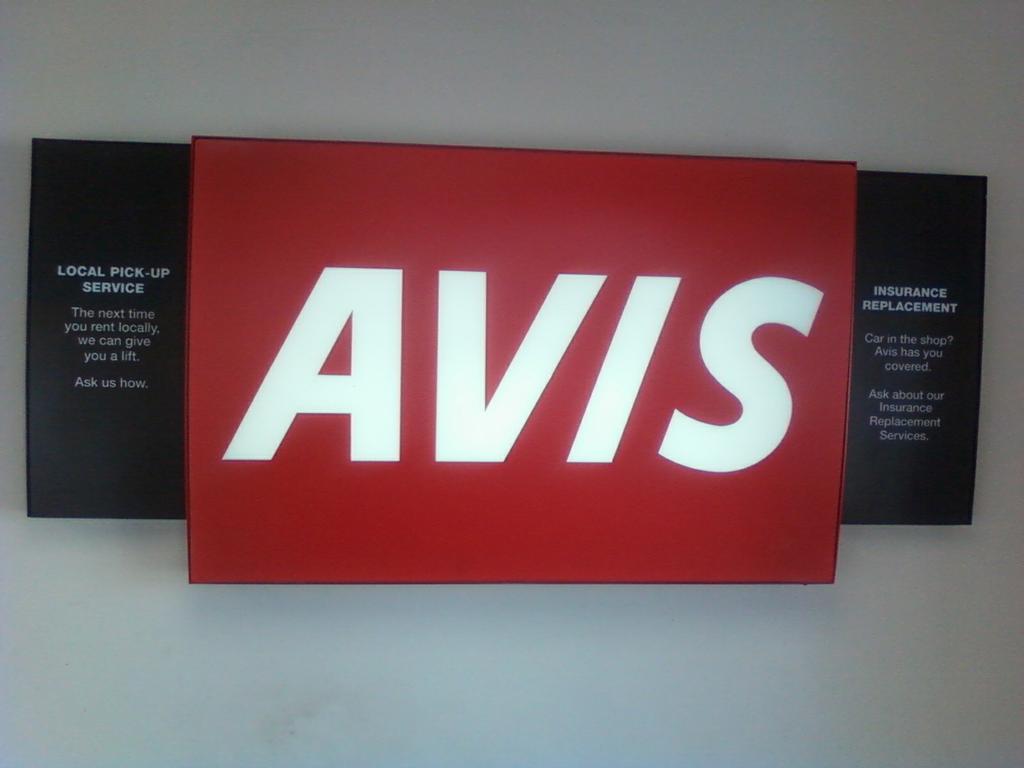 LOCAL PICK-UP
SERVICE
The next time
you rent locally,
we can give
you a lift.
Ask us how.
AVIS
INSURANCE
REPLACEMENT
Car in the shop?
Avis has you
covered.
Ask about our
Insurance
Replacement
Services.